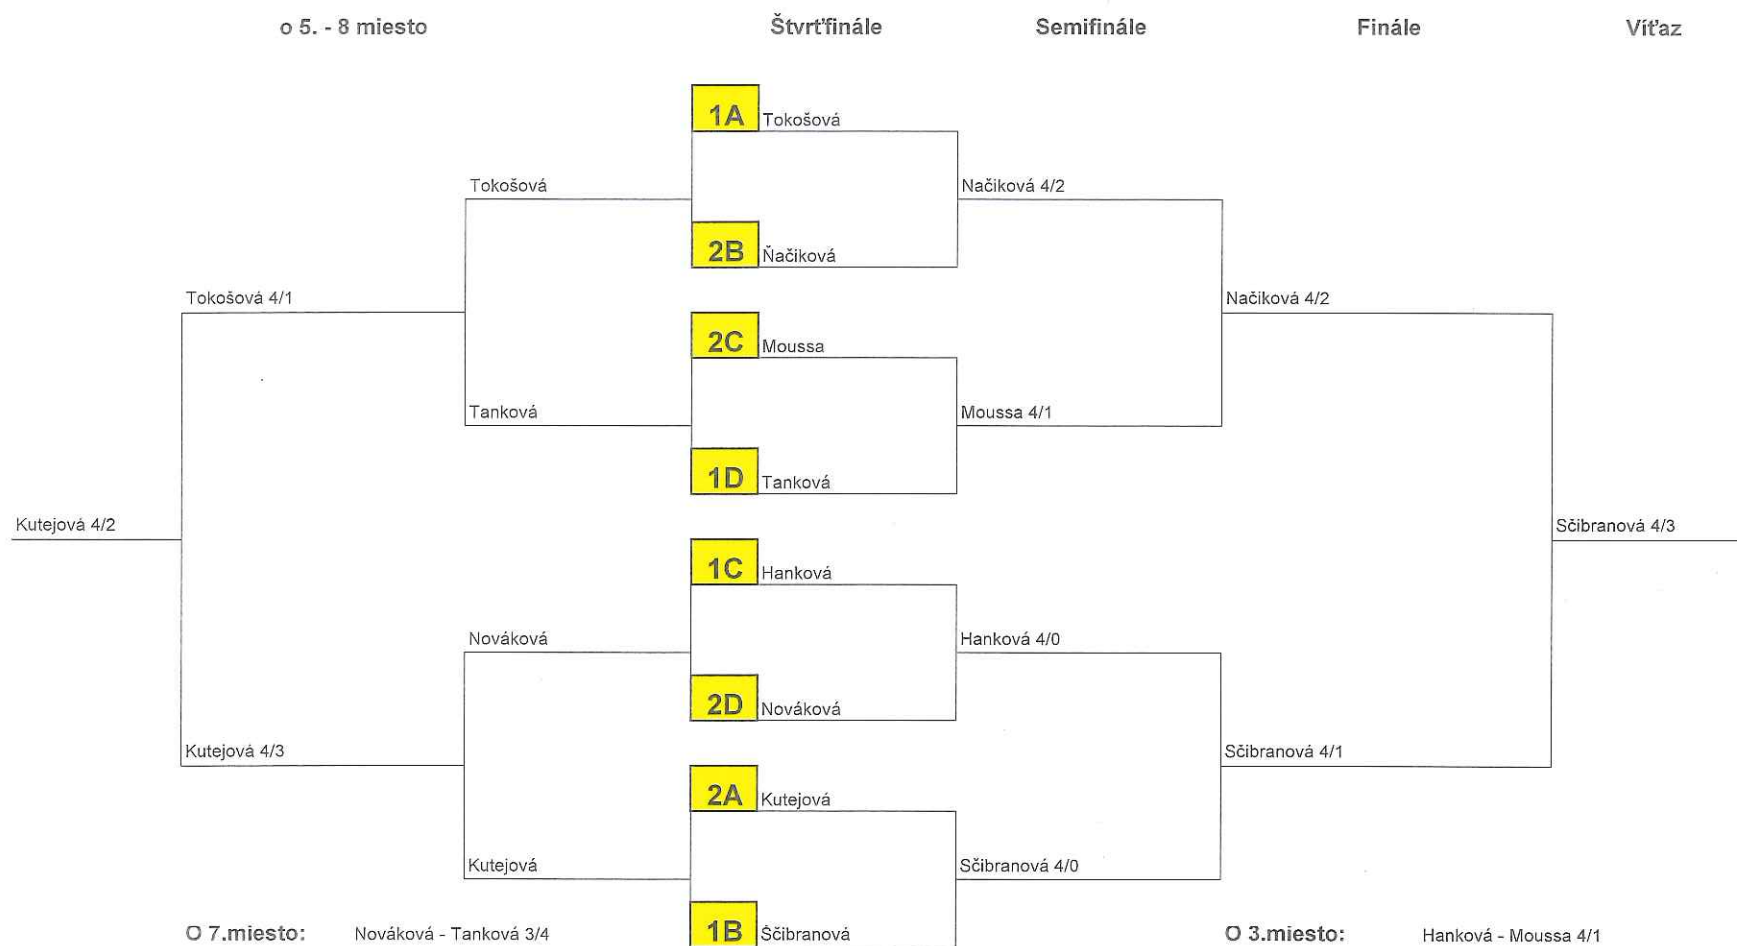 o 5. - 8 miesto Štvrťfinále Semifinále Finále Víťaz
1A Tokošová
Tokošová
Načiková 4/2
2B Ňačiková
Tokošová 4/1
Načiková 4/2
2C Moussa
Tanková
Moussa 4/1
1D Tanková
Kutejová 4/2
Sčibranová 4/3
1C Hanková
Nováková
Hanková 4/0
2D Nováková
Kutejová 4/3
Sčibranová 4/1
2A Kutejová
Kutejová
Sčibranová 4/0
O 7.miesto: Nováková - Tanková 3/4
1B Ščibranová
O 3.miesto: Hanková - Moussa 4/1